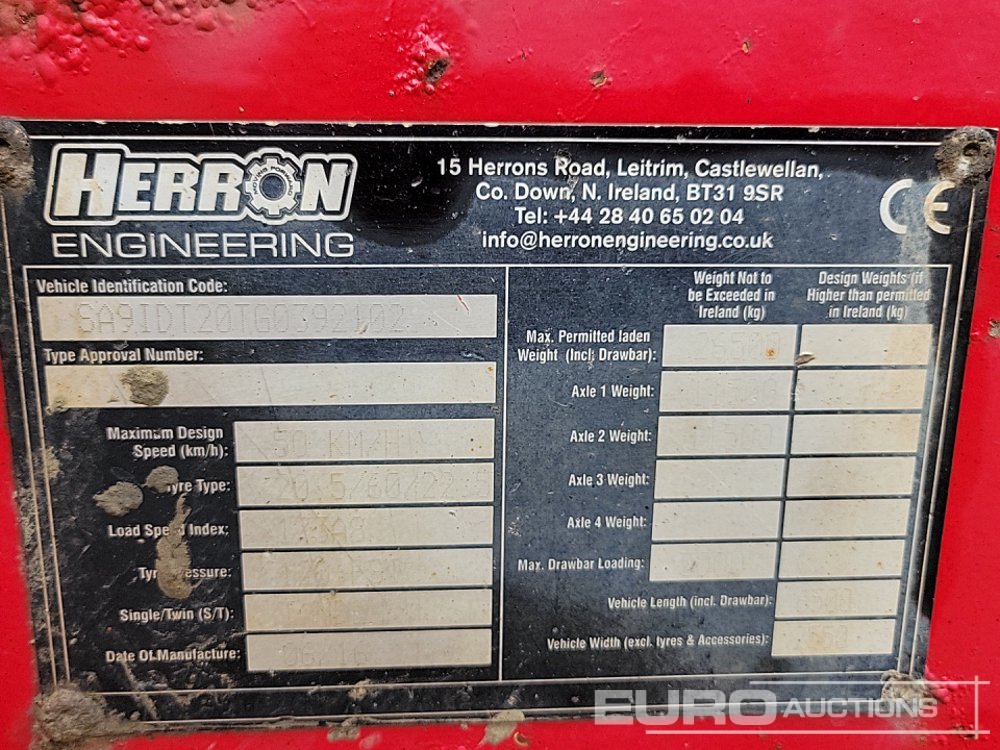 HERRON
ENGINEERING
15 Herrons Road, Leitrim, Castlewellan,
Co. Down, N. Ireland, BT31 9SR
Tel: +44 28 40 65 02 04
info@herronengineering.co.uk
CE
Vehicle Identification Code:
Type Approval Number:
Maximum Design
Speed (km/h):
50 KM/H
Tyre Type:
20.5/60/22.5
Load Speed Index:
Tyre Pressure:
Single/Twin (S/T):
Date Of Manufacture:
06/16
Weight Not to
be Exceeded in
Ireland (kg)
Design Weights (if
Higher than permitted
in Ireland (kg)
Max. Permitted laden
Weight (Incl. Drawbar):
Axle 1 Weight:
Axle 2 Weight:
Axle 3 Weight:
Axle 4 Weight:
Max. Drawbar Loading:
Vehicle Length (incl. Drawbar):
Vehicle Width (excl. tyres & Accessories):
EURO AUCTIONS